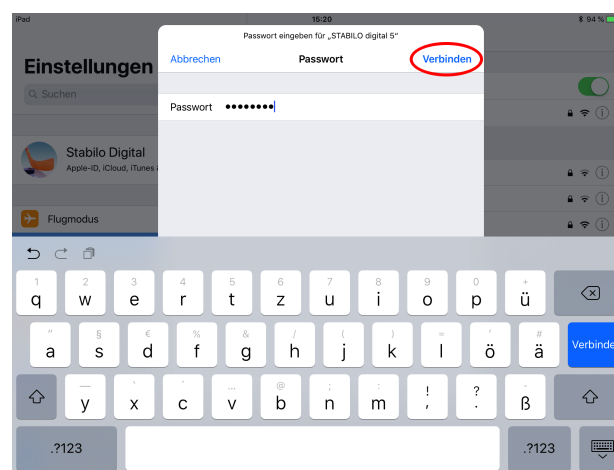 iPad 15:20 94 %
Passwort eingeben für „STABILO digital 5“
Abbrechen Passwort Verbinden
Einstellungen
Suchen
Passwort ••••••••
Stabilo Digital
Apple-ID, iCloud, iTunes
Flugmodus
1 2 3 4 5 6 7 8 9 0 +
q w e r t z u i o p ü
" § € % & / ( ) = ' #
a s d f g h j k l ö ä Verbinde
— ` ´ ... @ ; : ! ? -
y x c v b n m , . ß
.?123 .?123